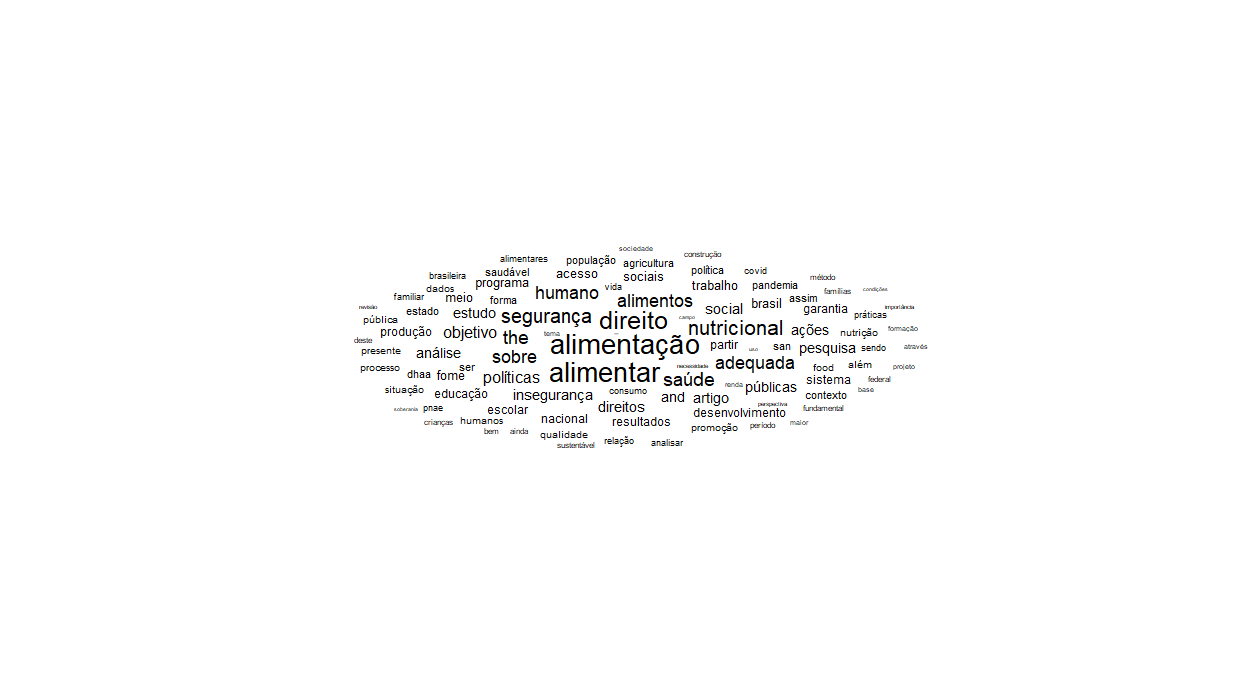 sociedade
alimentares população agricultura construção
brasileira saudável acesso sociais política covid
dados programa vida trabalho pandemia método
familiar meio forma humano alimentos brasil assim famílias condições
revisão estado estudo segurança direito campo social garantia práticas importância
pública produção objetivo the tema nutricional ações nutrição formação
deste presente análise sobre alimentação partir uso san pesquisa sendo através
processo dhaa fome ser políticas alimentar saúde necessidade adequada food além projeto
situação educação insegurança consumo renda públicas sistema federal
soberania pnae escolar direitos and artigo perspectiva contexto base
crianças humanos nacional resultados desenvolvimento fundamental
bem ainda qualidade relação promoção período maior
sustentável analisar